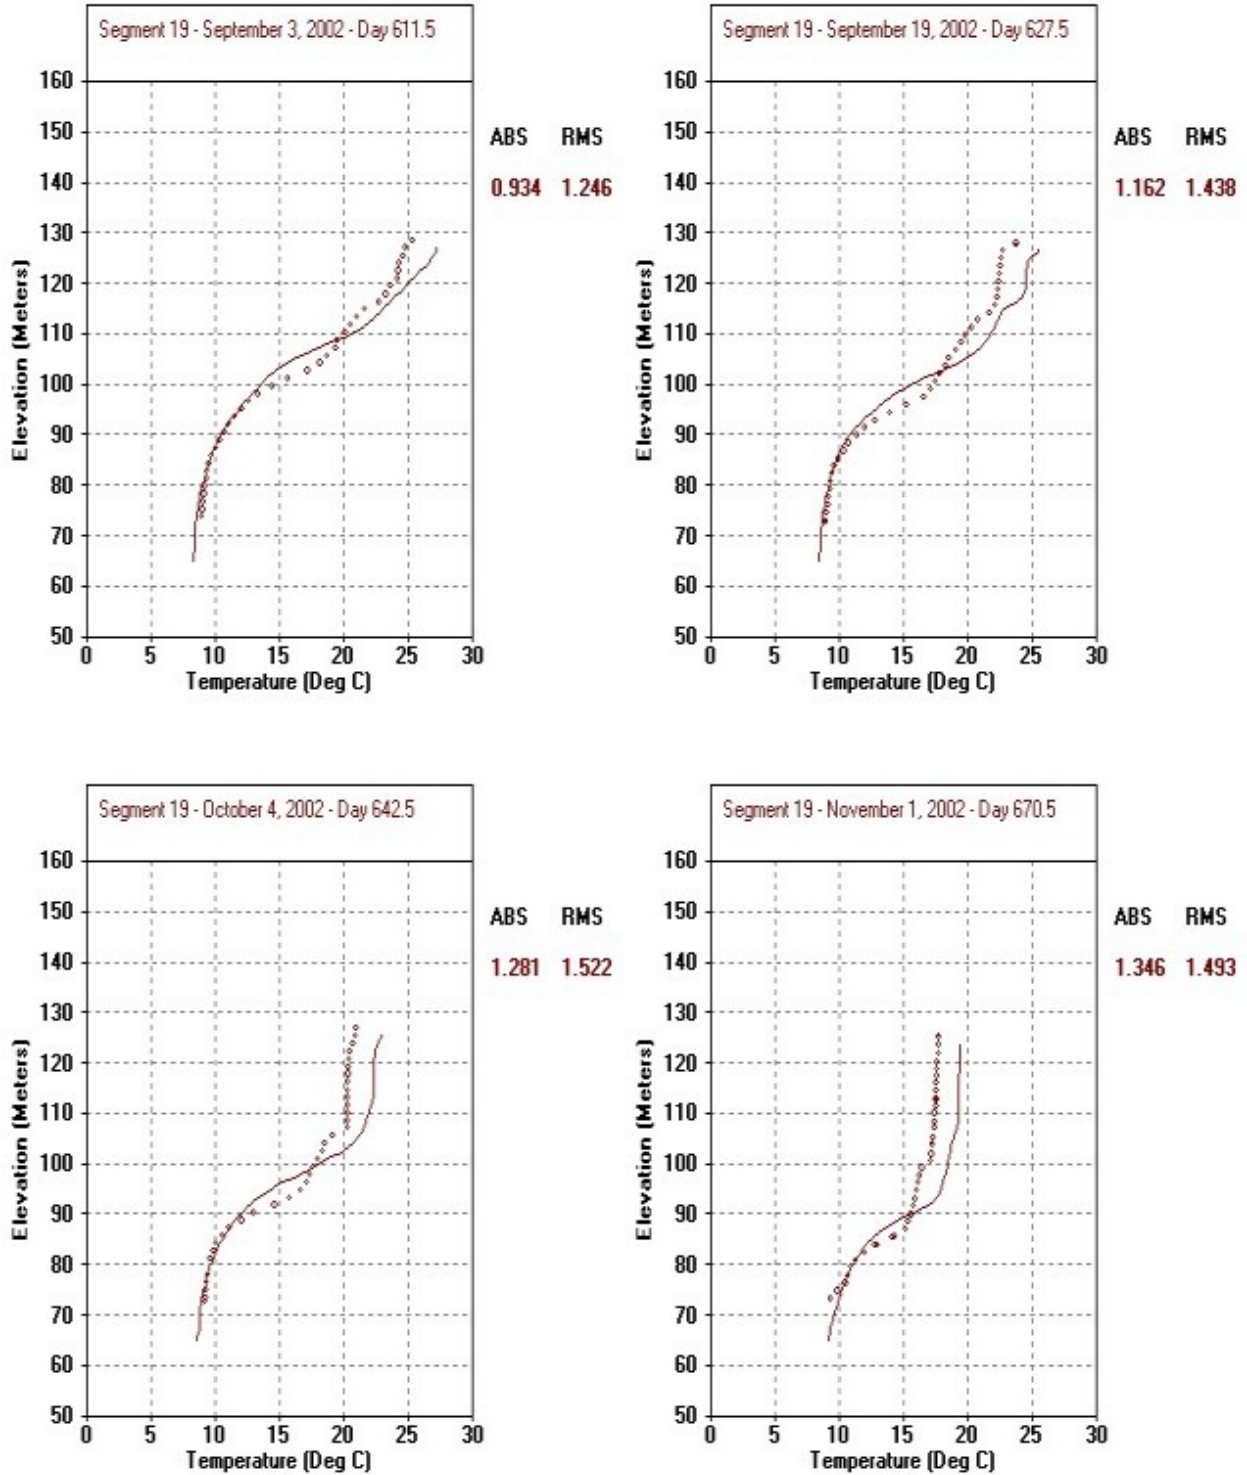 Segment 19 - September 3, 2002 - Day 611.5
160
150
140
130
120
110
100
90
80
70
60
50
Elevation (Meters)
0 5 10 15 20 25 30
Temperature (Deg C)
ABS RMS
0.934 1.246
Segment 19 - September 19, 2002 - Day 627.5
160
150
140
130
120
110
100
90
80
70
60
50
Elevation (Meters)
0 5 10 15 20 25 30
Temperature (Deg C)
ABS RMS
1.162 1.438
Segment 19 - October 4, 2002 - Day 642.5
160
150
140
130
120
110
100
90
80
70
60
50
Elevation (Meters)
0 5 10 15 20 25 30
Temperature (Deg C)
ABS RMS
1.281 1.522
Segment 19 - November 1, 2002 - Day 670.5
160
150
140
130
120
110
100
90
80
70
60
50
Elevation (Meters)
0 5 10 15 20 25 30
Temperature (Deg C)
ABS RMS
1.346 1.493